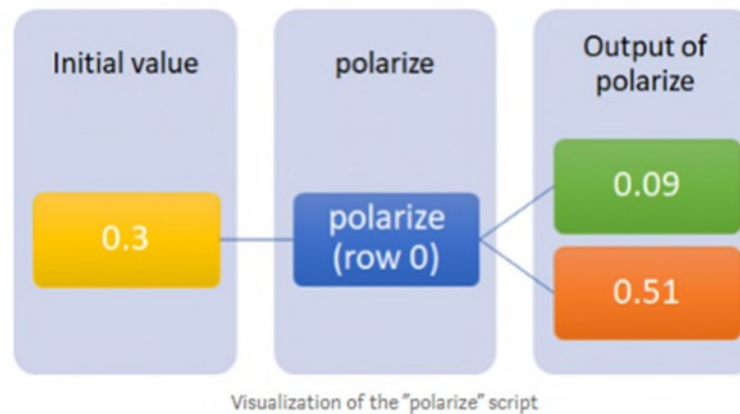 Initial value
polarize
Output of
polarize
0.3
polarize
(row 0)
0.09
0.51
Visualization of the "polarize" script